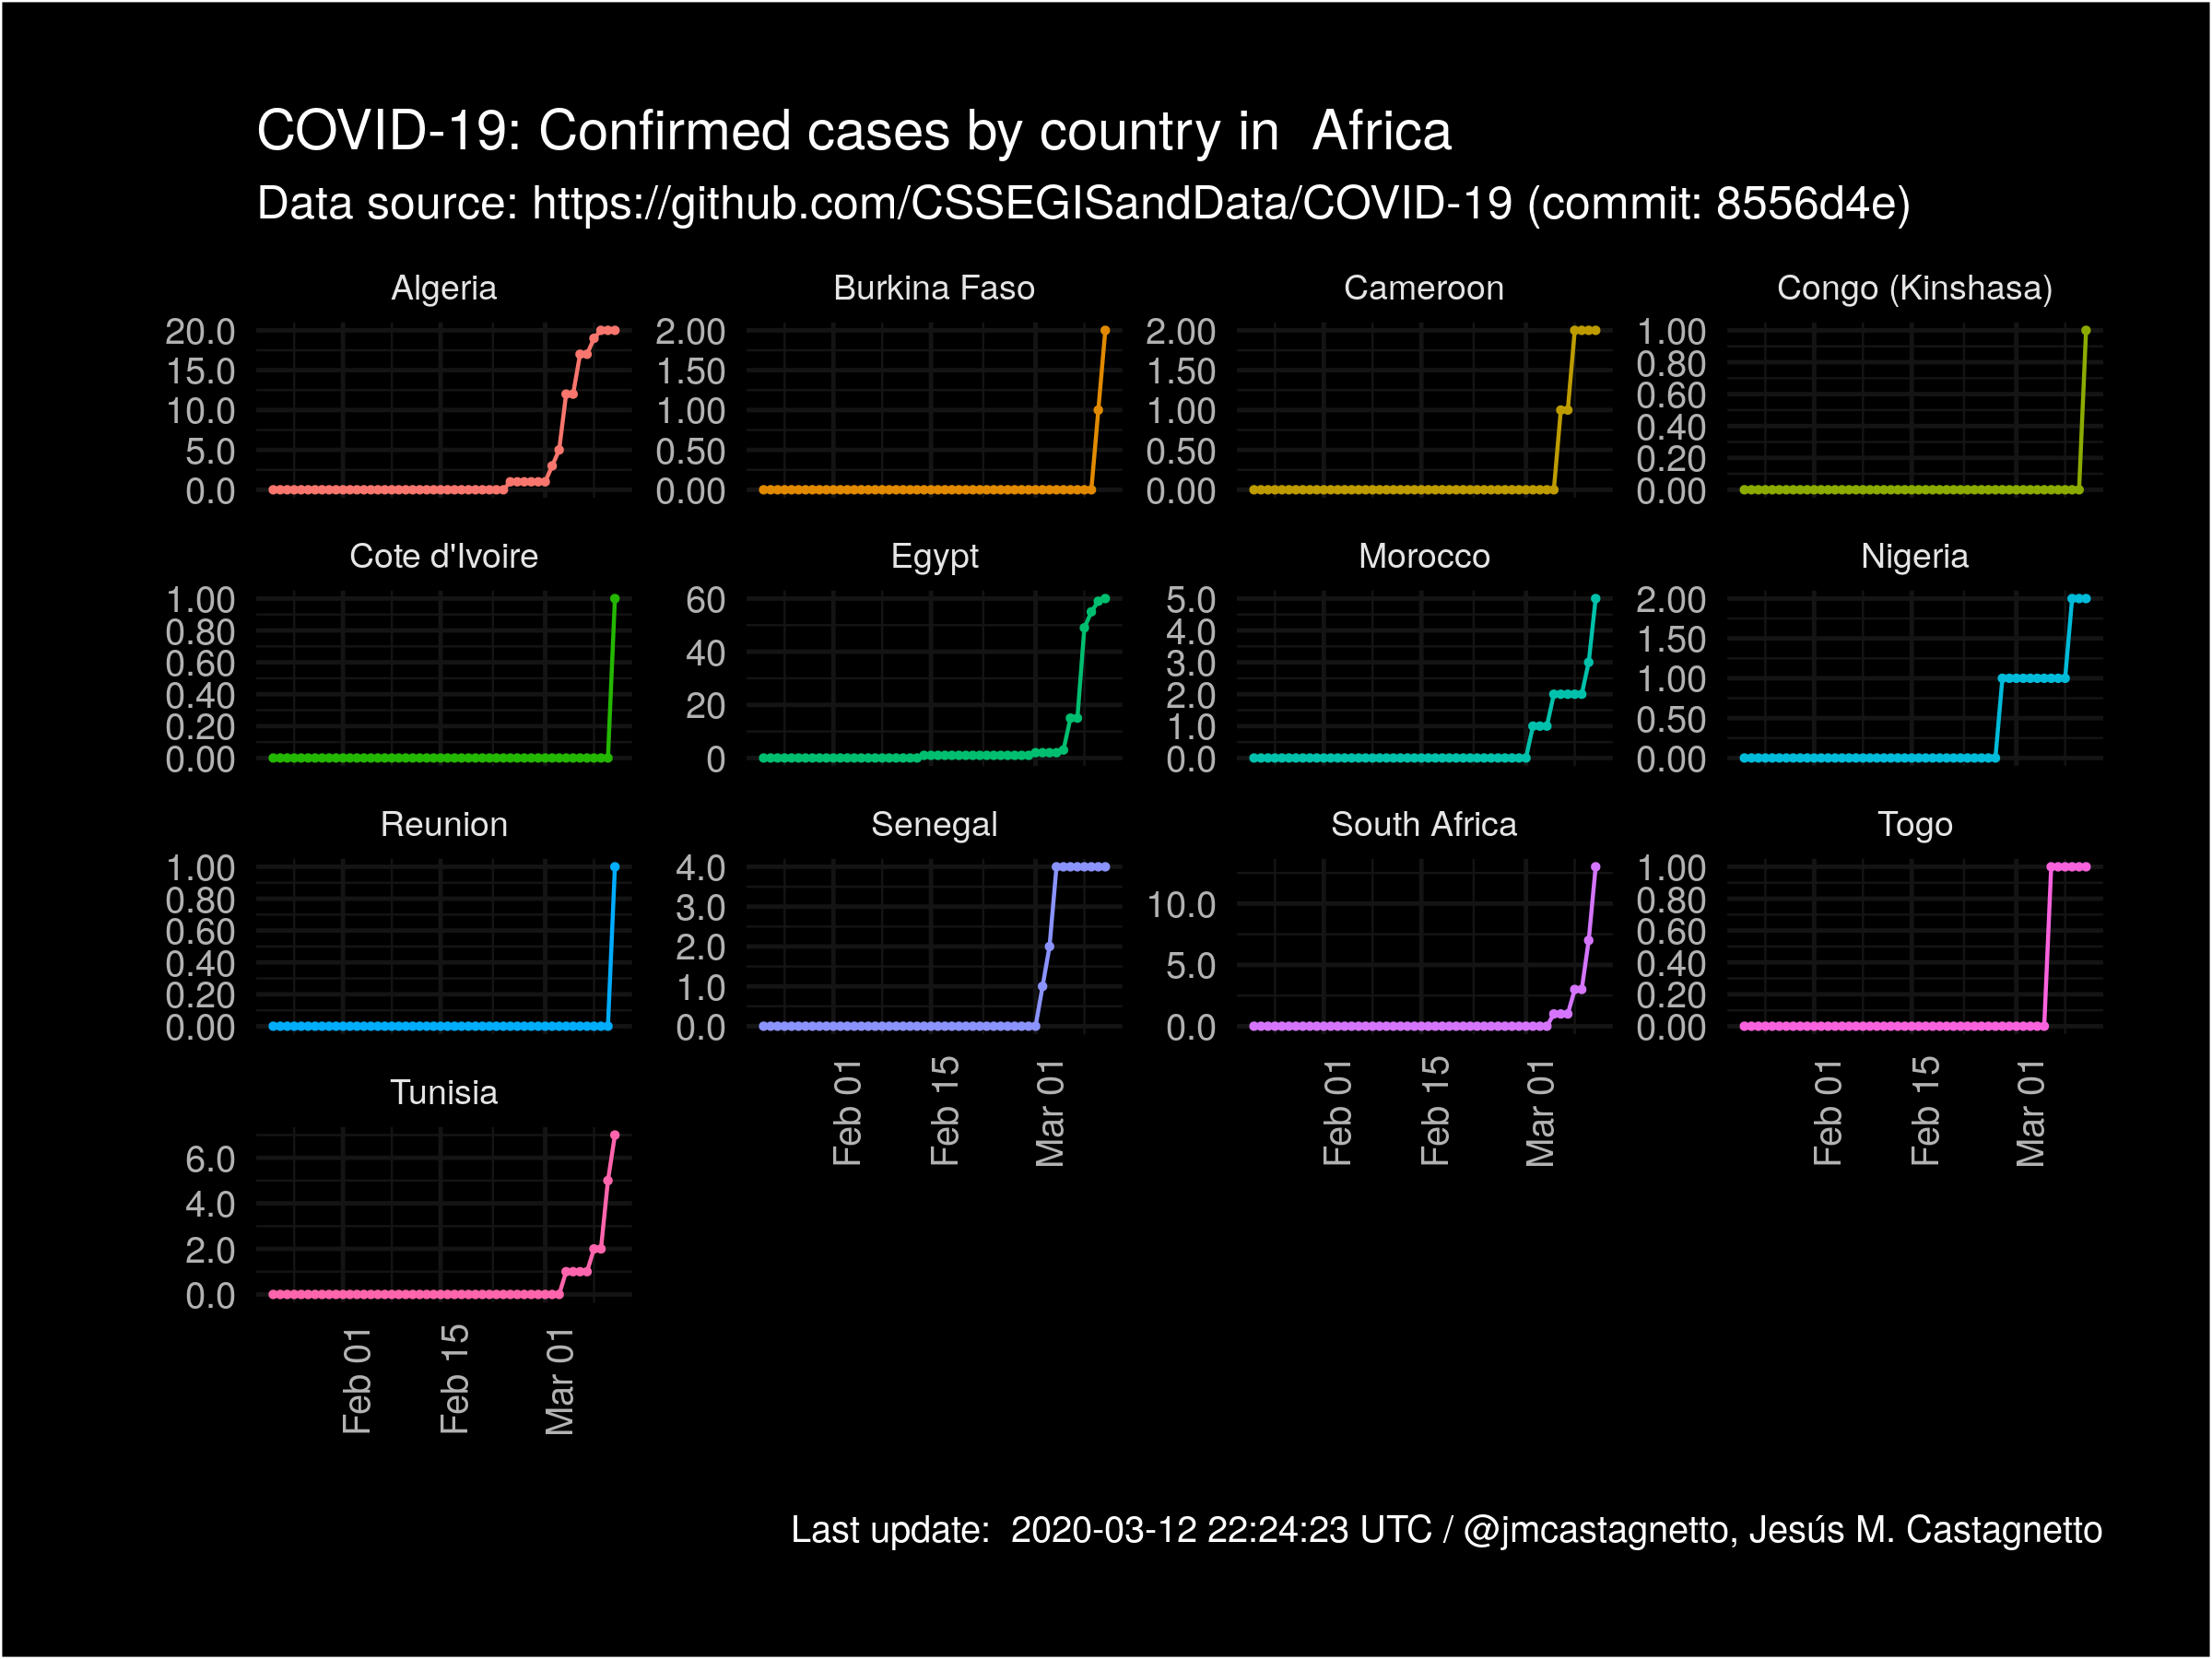 COVID-19: Confirmed cases by country in  Africa
Data source: https://github.com/CSSEGISandData/COVID-19 (commit: 8556d4e)
Algeria
20.0
15.0
10.0
5.0
0.0
Burkina Faso
2.00
1.50
1.00
0.50
0.00
Cameroon
2.00
1.50
1.00
0.50
0.00
Congo (Kinshasa)
1.00
0.80
0.60
0.40
0.20
0.00
Cote d'Ivoire
1.00
0.80
0.60
0.40
0.20
0.00
Egypt
60
40
20
0
Morocco
5.0
4.0
3.0
2.0
1.0
0.0
Nigeria
2.00
1.50
1.00
0.50
0.00
Reunion
1.00
0.80
0.60
0.40
0.20
0.00
Senegal
4.0
3.0
2.0
1.0
0.0
Feb 01
Feb 15
Mar 01
South Africa
10.0
5.0
0.0
Feb 01
Feb 15
Mar 01
Togo
1.00
0.80
0.60
0.40
0.20
0.00
Feb 01
Feb 15
Mar 01
Tunisia
6.0
4.0
2.0
0.0
Feb 01
Feb 15
Mar 01
Last update:  2020-03-12 22:24:23 UTC / @jmcastagnetto, Jesús M. Castagnetto